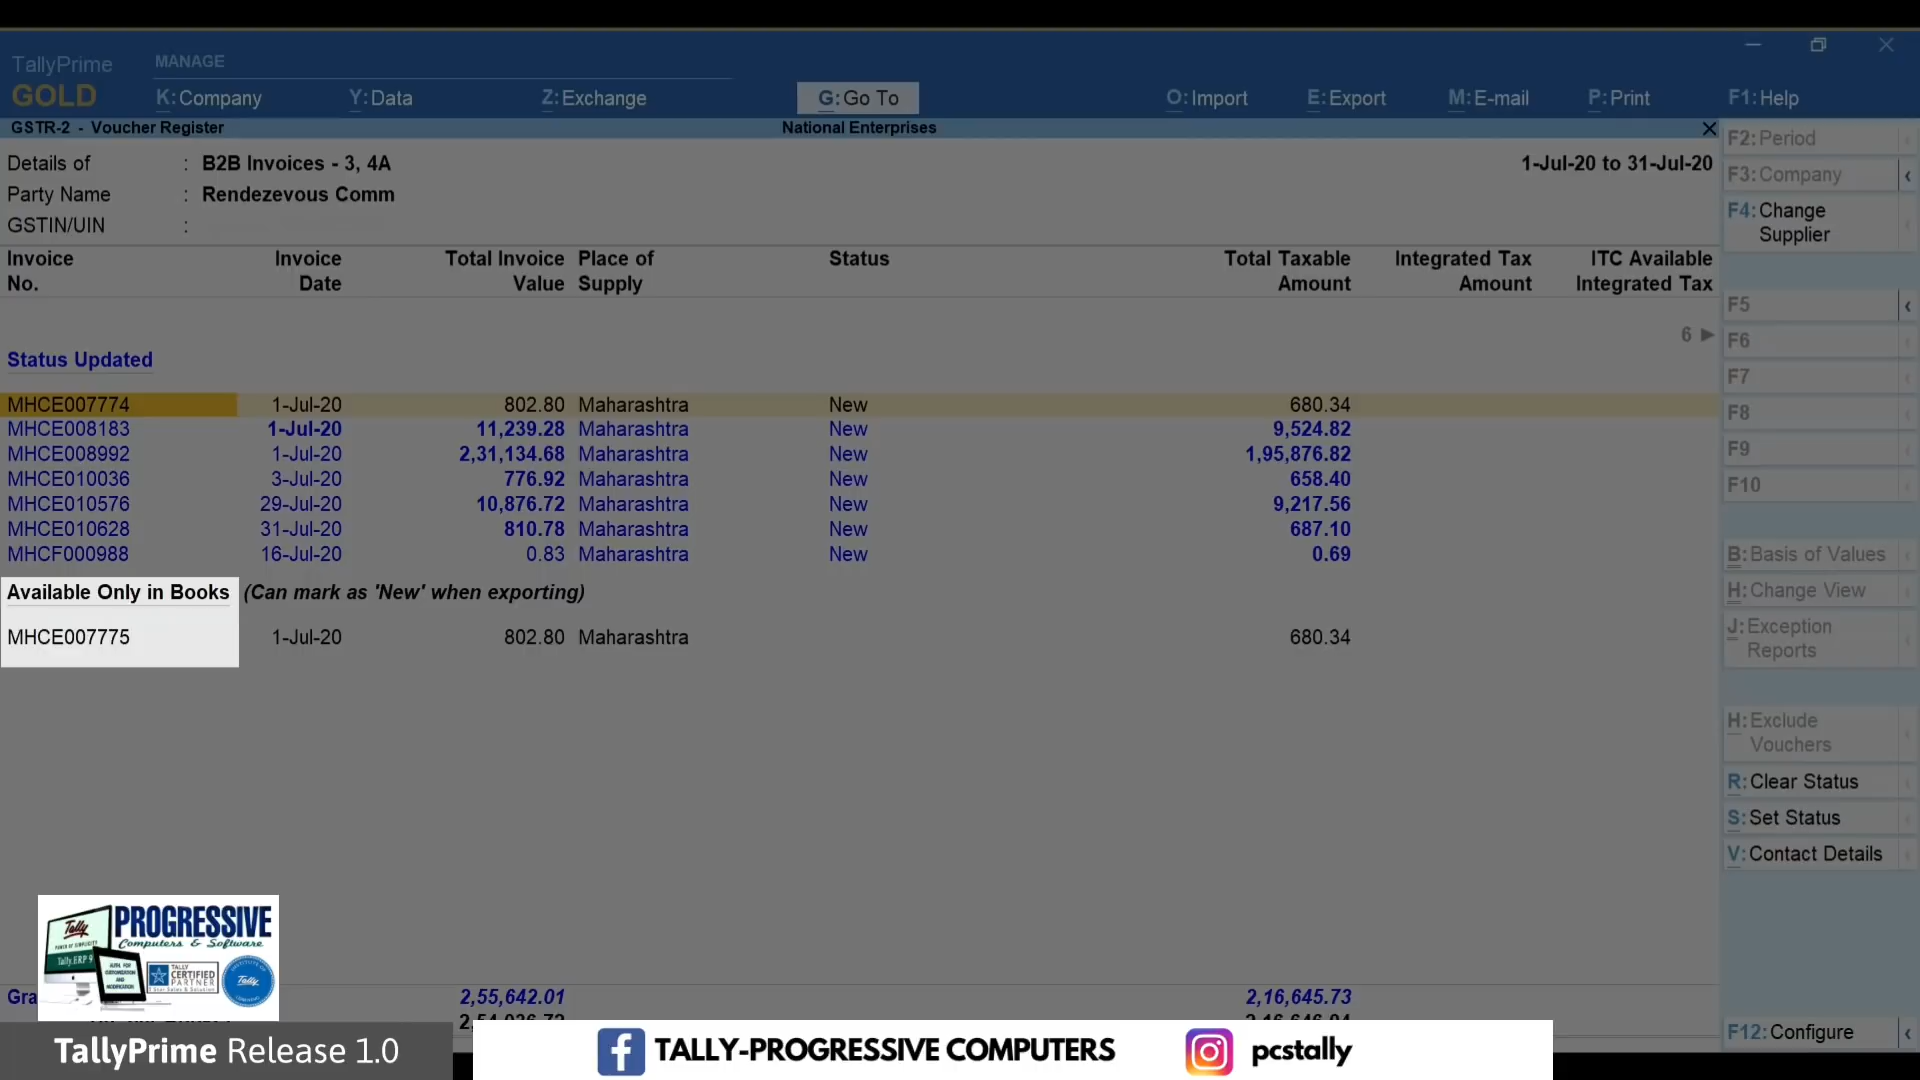 TallyPrime
GOLD
MANAGE
K:Company
Y:Data
Z:Exchange
G:Go To
O:Import
E:Export
M:E-mail
P:Print
F1:Help
GSTR-2 - Voucher Register
National Enterprises
Details of : B2B Invoices - 3, 4A
1-Jul-20 to 31-Jul-20
Party Name : Rendezevous Comm
GSTIN/UIN :
Invoice Invoice Total Invoice Place of Status Total Taxable Integrated Tax ITC Available
No. Date Value Supply Amount Amount Integrated Tax
6 ►
Status Updated
MHCE007774 1-Jul-20 802.80 Maharashtra New 680.34
MHCE008183 1-Jul-20 11,239.28 Maharashtra New 9,524.82
MHCE008992 1-Jul-20 2,31,134.68 Maharashtra New 1,95,876.82
MHCE010036 3-Jul-20 776.92 Maharashtra New 658.40
MHCE010576 29-Jul-20 10,876.72 Maharashtra New 9,217.56
MHCE010628 31-Jul-20 810.78 Maharashtra New 687.10
MHCF000988 16-Jul-20 0.83 Maharashtra New 0.69
Available Only in Books (Can mark as 'New' when exporting)
MHCE007775 1-Jul-20 802.80 Maharashtra 680.34
2,55,642.01 2,16,645.73
F2:Period
F3:Company
F4:Change
Supplier
F5
F6
F7
F8
F9
F10
B:Basis of Values
H:Change View
J:Exception
Reports
H:Exclude
Vouchers
R:Clear Status
S:Set Status
V:Contact Details
F12:Configure
PROGRESSIVE
Computers & Software
Tally
POWER OF SIMPLICITY
Tally.ERP 9
TALLY
CERTIFIED
PARTNER
Tally
TallyPrime Release 1.0
TALLY-PROGRESSIVE COMPUTERS
pcstally